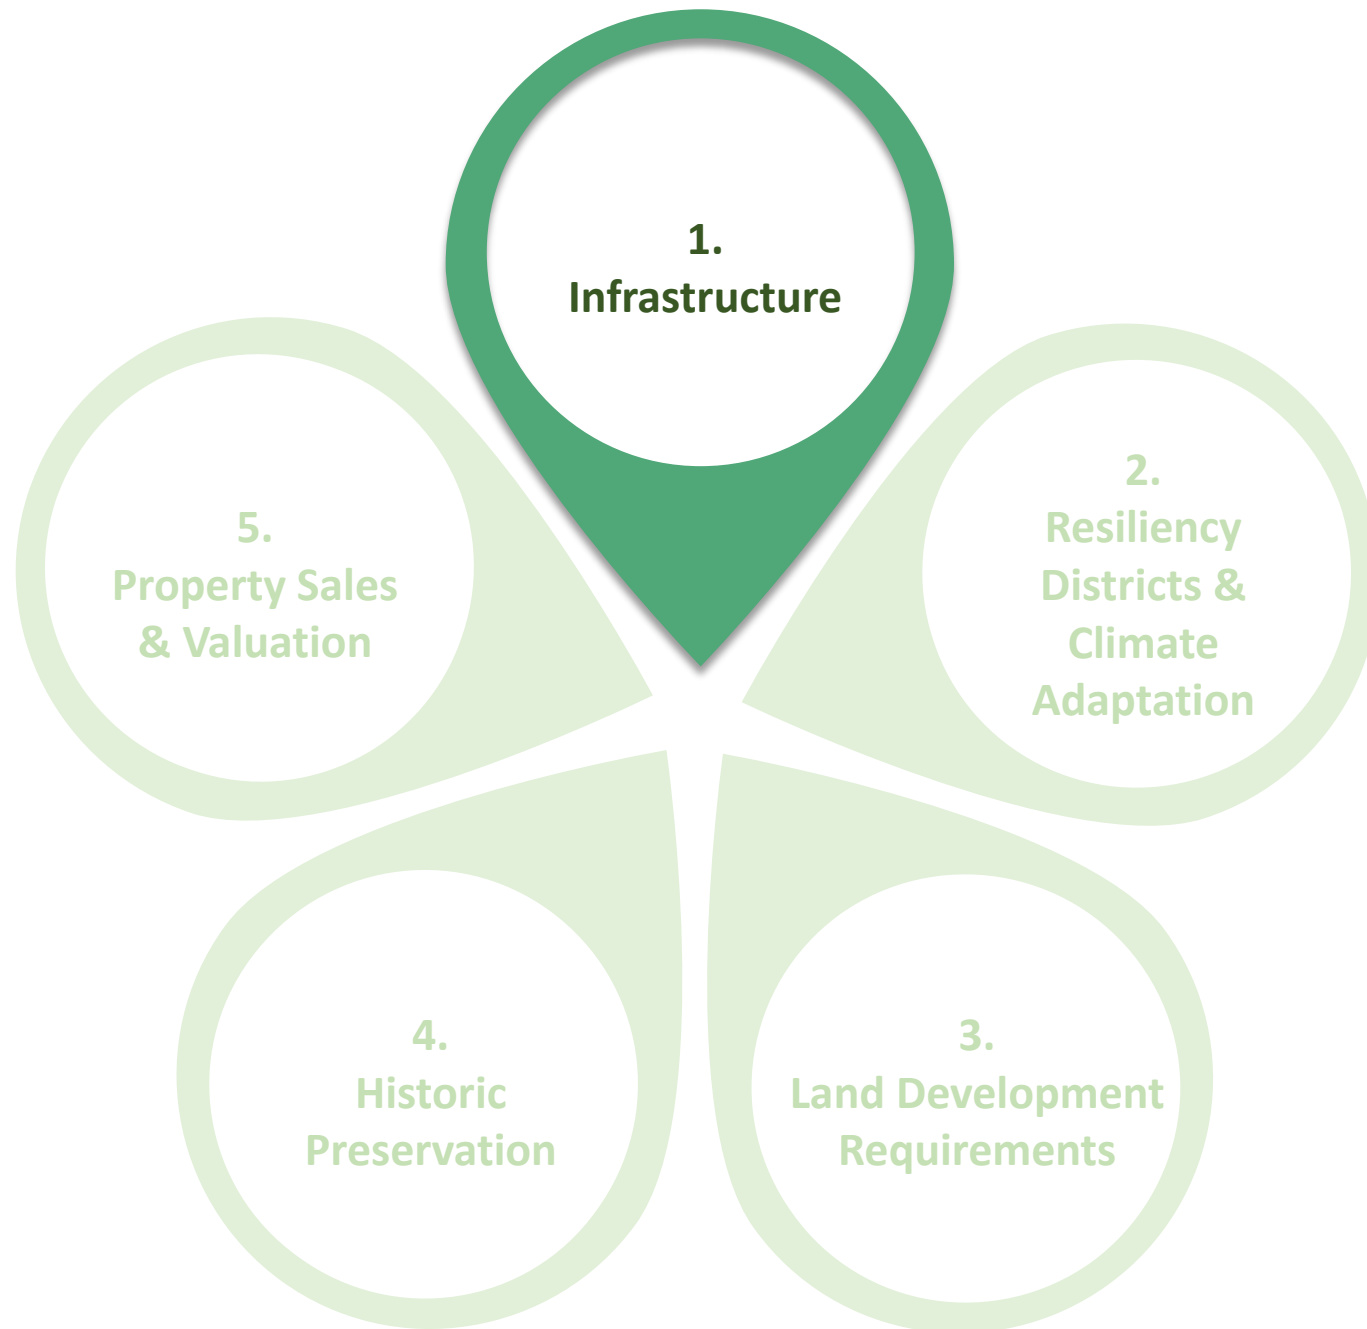 1.
Infrastructure
2.
Resiliency
Districts &
Climate
Adaptation
3.
Land Development
Requirements
4.
Historic
Preservation
5.
Property Sales
& Valuation